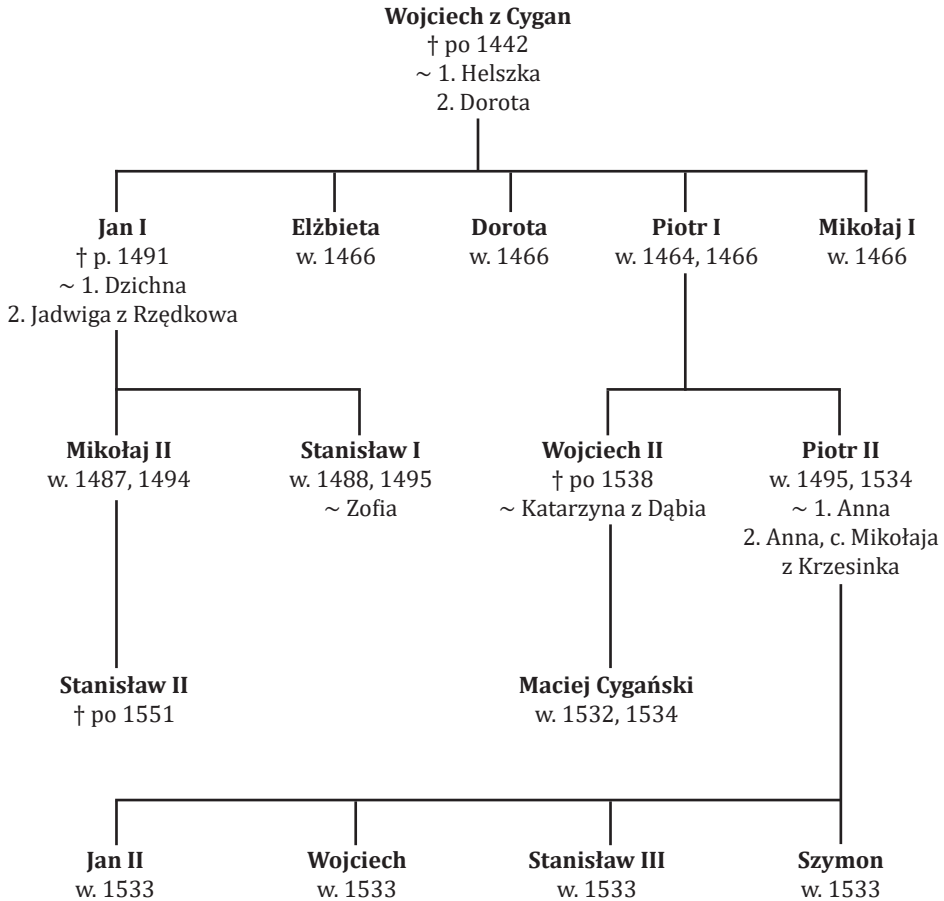 Wojciech z Cygan
† po 1442
~ 1. Helszka
2. Dorota
Jan I
† p. 1491
~ 1. Dzichna
2. Jadwiga z Rzędkowa
Elżbieta
w. 1466
Dorota
w. 1466
Piotr I
w. 1464, 1466
Mikołaj I
w. 1466
Mikołaj II
w. 1487, 1494
Stanisław I
w. 1488, 1495
~ Zofia
Wojciech II
† po 1538
~ Katarzyna z Dąbia
Piotr II
w. 1495, 1534
~ 1. Anna
2. Anna, c. Mikołaja
z Krzesinka
Stanisław II
† po 1551
Maciej Cygański
w. 1532, 1534
Jan II
w. 1533
Wojciech
w. 1533
Stanisław III
w. 1533
Szymon
w. 1533